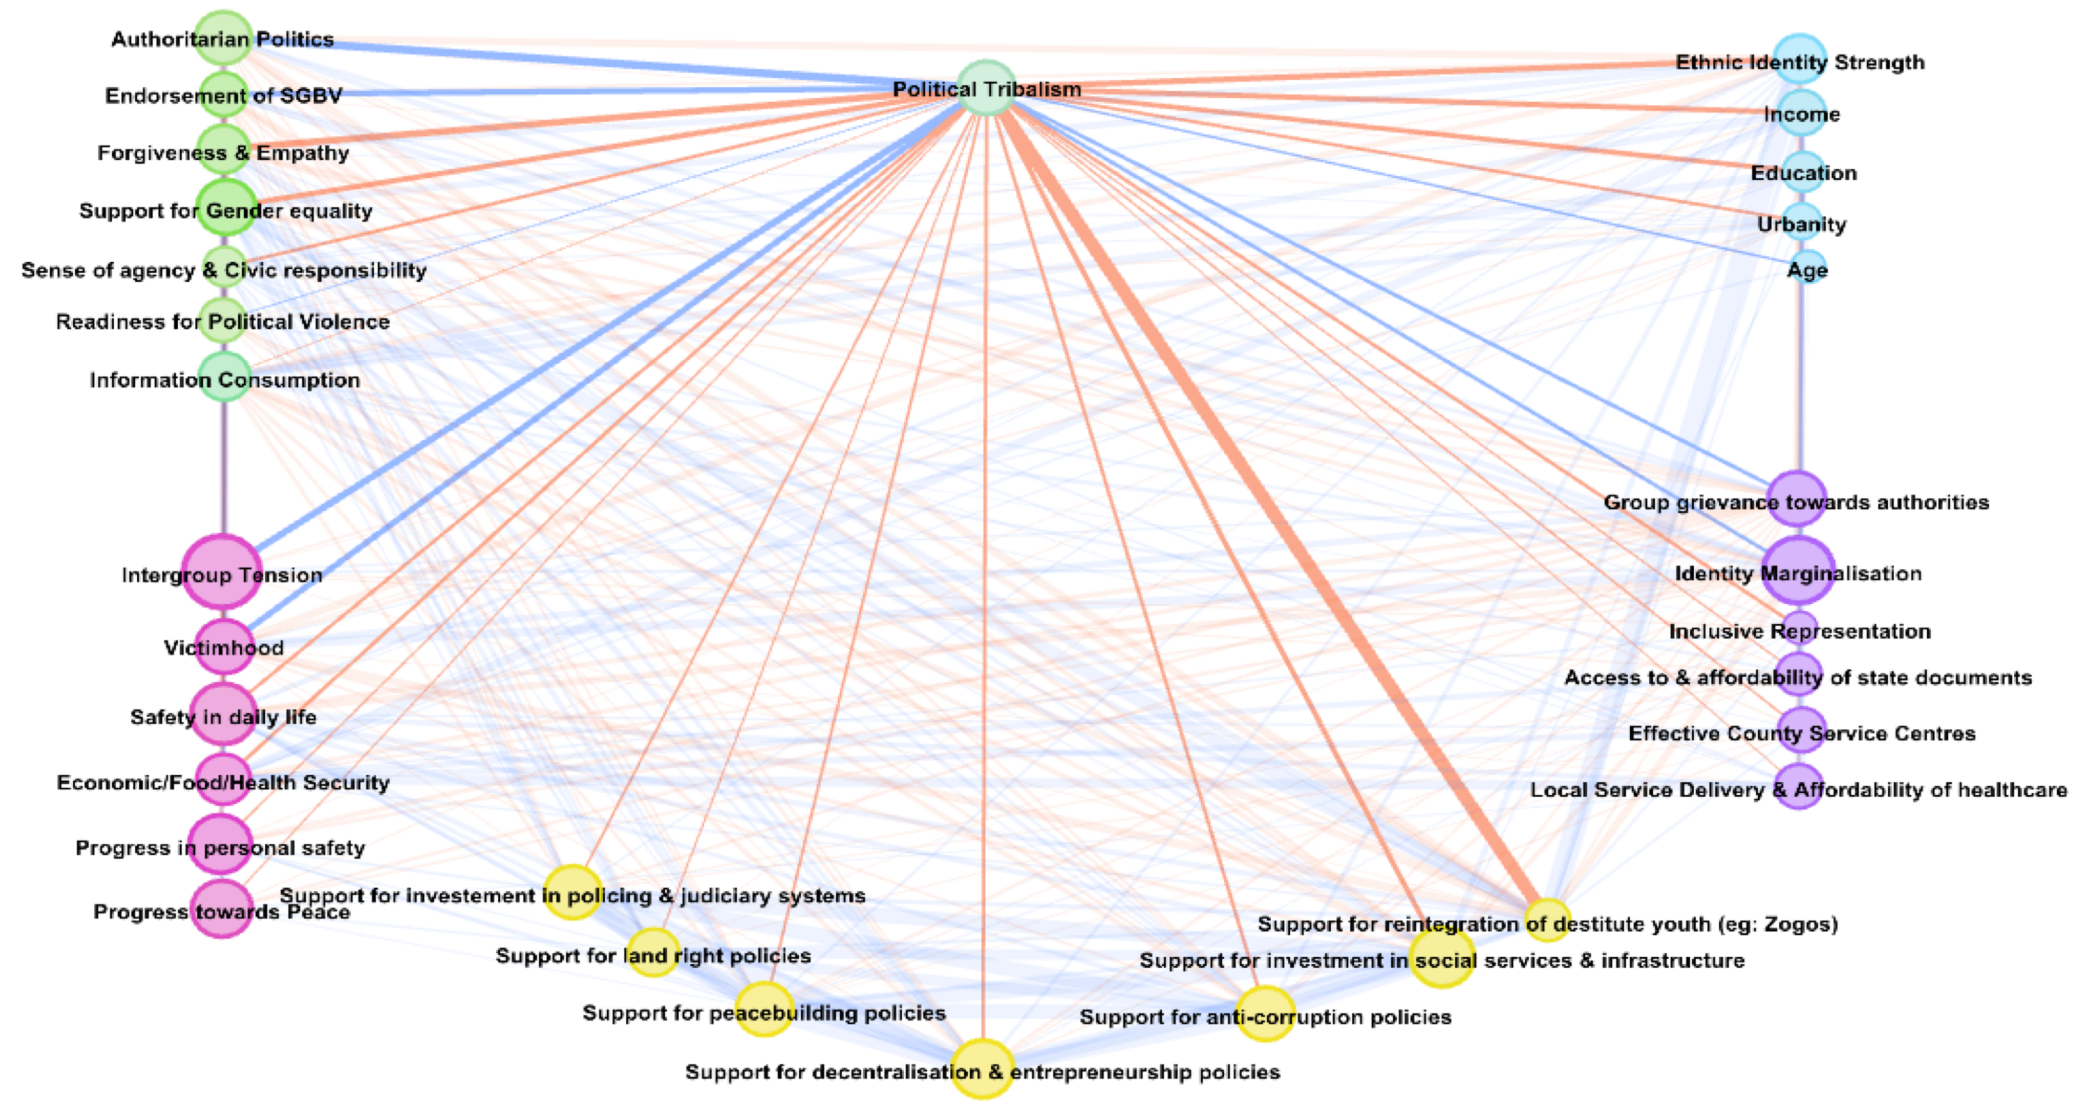 Authoritarian Politics
Endorsement of SGBV
Forgiveness & Empathy
Support for Gender equality
Sense of agency & Civic responsibility
Readiness for Political Violence
Information Consumption
Intergroup Tension
Victimhood
Safety in daily life
Economic/Food/Health Security
Progress in personal safety
Progress towards Peace
Political Tribalism
Support for investement in policing & judiciary systems
Support for land right policies
Support for peacebuilding policies
Support for decentralisation & entrepreneurship policies
Support for anti-corruption policies
Support for investment in social services & infrastructure
Support for reintegration of destitute youth (eg: Zogos)
Ethnic Identity Strength
Income
Education
Urbanity
Age
Group grievance towards authorities
Identity Marginalisation
Inclusive Representation
Access to & affordability of state documents
Effective County Service Centres
Local Service Delivery & Affordability of healthcare